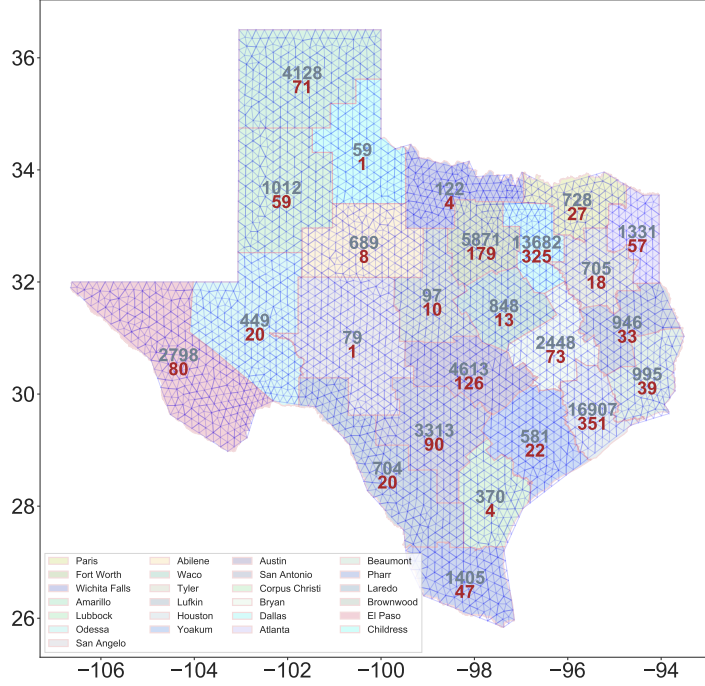 36
34
32
30
28
26
−106
−104
−102
−100
−98
−96
−94
4128
71
59
1
1012
59
122
4
728
27
1331
57
5871
179
13682
325
689
8
705
18
97
10
848
13
449
20
79
1
2448
73
946
33
2798
80
4613
126
995
39
16907
351
3313
90
581
22
704
20
370
4
1405
47
Paris
Fort Worth
Wichita Falls
Amarillo
Lubbock
Odessa
San Angelo
Abilene
Waco
Tyler
Lufkin
Houston
Yoakum
Austin
San Antonio
Corpus Christi
Bryan
Dallas
Atlanta
Beaumont
Pharr
Laredo
Brownwood
El Paso
Childress